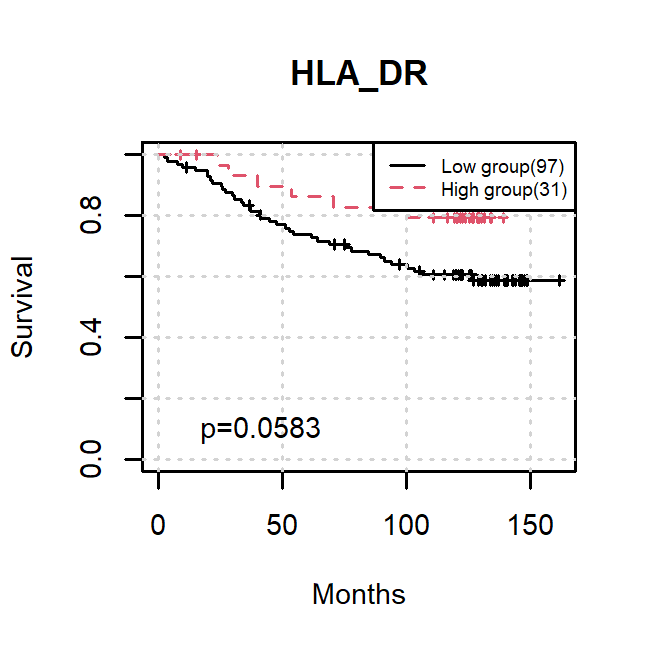 HLA_DR
Low group(97)
High group(31)
Survival
0.8
0.4
0.0
p=0.0583
0 50 100 150
Months